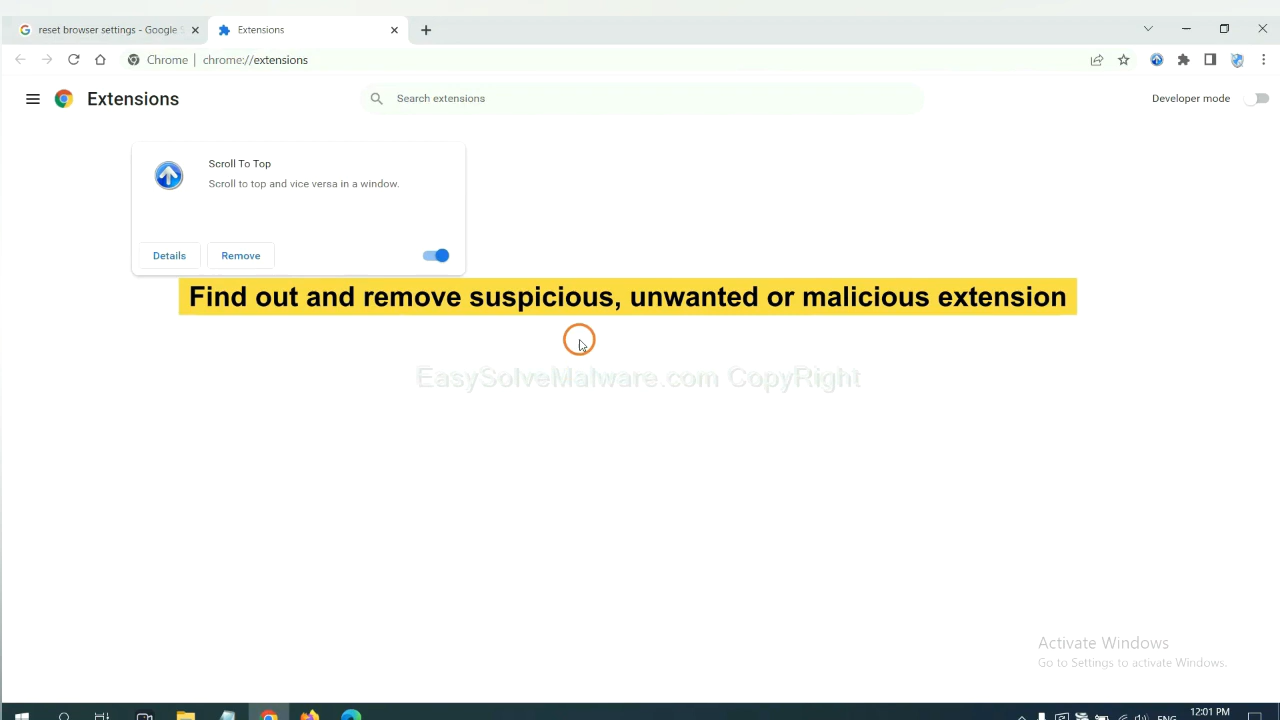 reset browser settings - Google
Extensions
Chrome
chrome://extensions
Extensions
Search extensions
Developer mode
Scroll To Top
Scroll to top and vice versa in a window.
Details
Remove
Find out and remove suspicious, unwanted or malicious extension
EasySolveMalware.com CopyRight
Activate Windows
Go to Settings to activate Windows.
12:01 PM
ENG